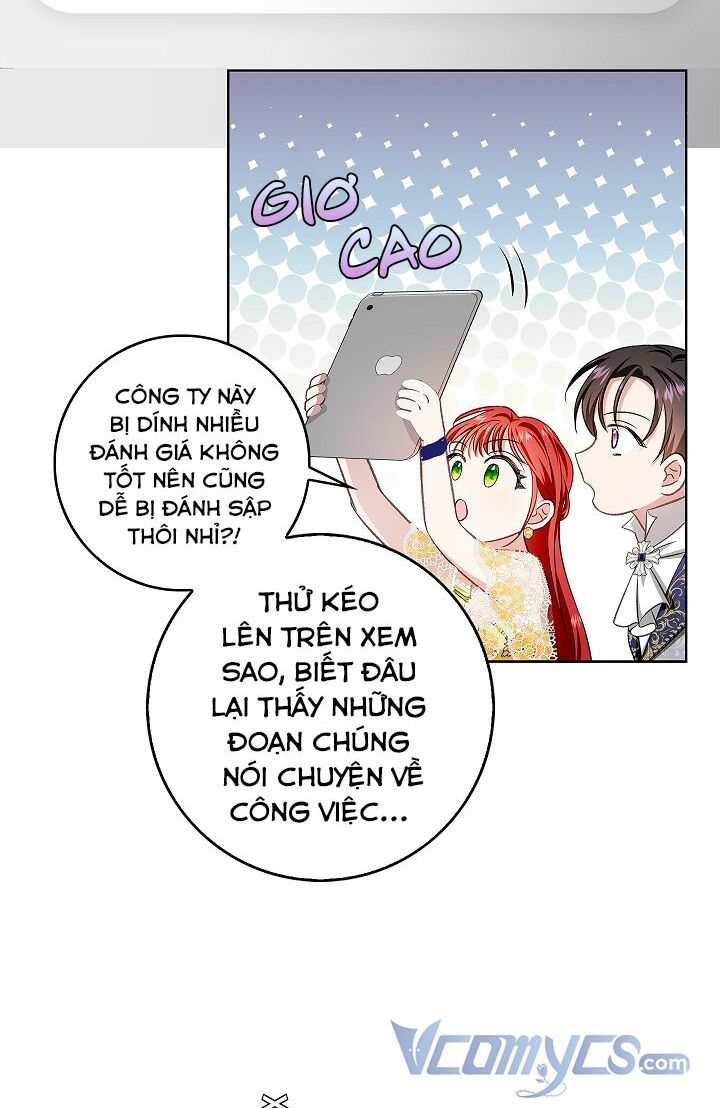 GIƠ
CAO
CÔNG TY NÀY
BỊ DÍNH NHIỀU
ĐÁNH GIÁ KHÔNG
TỐT NÊN CŨNG
DỄ BỊ ĐÁNH SẬP
THÔI NHỈ?!
THỬ KÉO
LÊN TRÊN XEM
SAO, BIẾT ĐÂU
LẠI THẤY NHỮNG
ĐOẠN CHÚNG
NÓI CHUYỆN VỀ
CÔNG VIỆC...
VCOMYCS.com